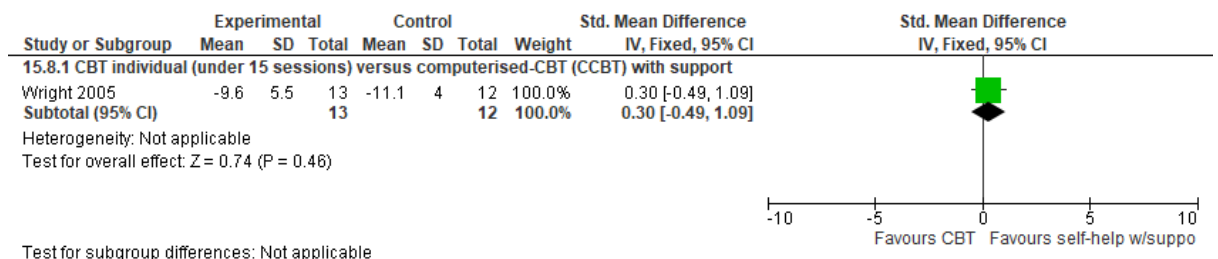 Experimental Control Std. Mean Difference Std. Mean Difference
Study or Subgroup Mean SD Total Mean SD Total Weight IV, Fixed, 95% CI IV, Fixed, 95% CI
15.8.1 CBT individual (under 15 sessions) versus computerised-CBT (CCBT) with support
Wright 2005 -9.6 5.5 13 -11.1 4 12 100.0% 0.30 [-0.49, 1.09]
Subtotal (95% CI) 13 12 100.0% 0.30 [-0.49, 1.09]
Heterogeneity: Not applicable
Test for overall effect: Z = 0.74 (P = 0.46)
-10 -5 0 5 10
Favours CBT Favours self-help w/suppo
Test for subgroup differences: Not applicable